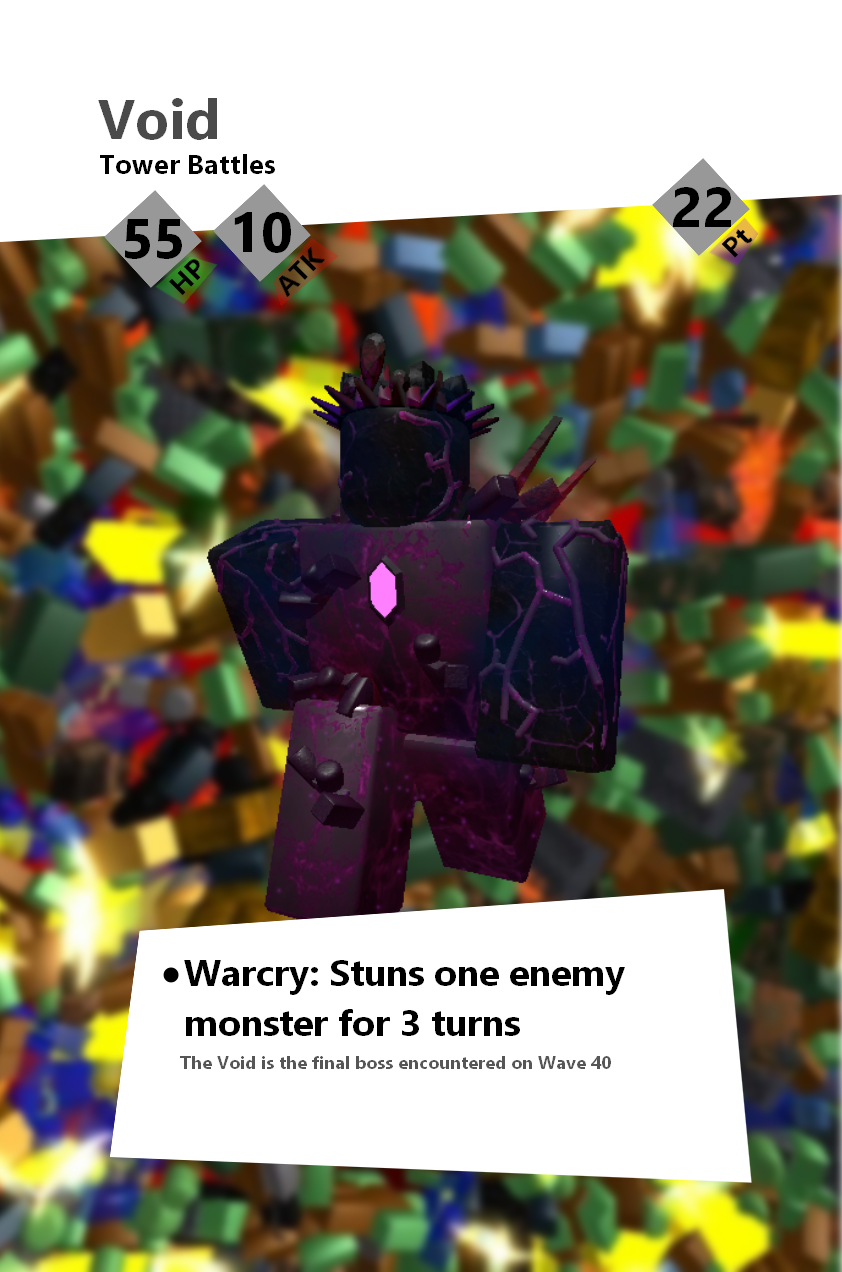 Void
Tower Battles
55 HP
10 ATK
22 Pt
•Warcry: Stuns one enemy
monster for 3 turns
The Void is the final boss encountered on Wave 40